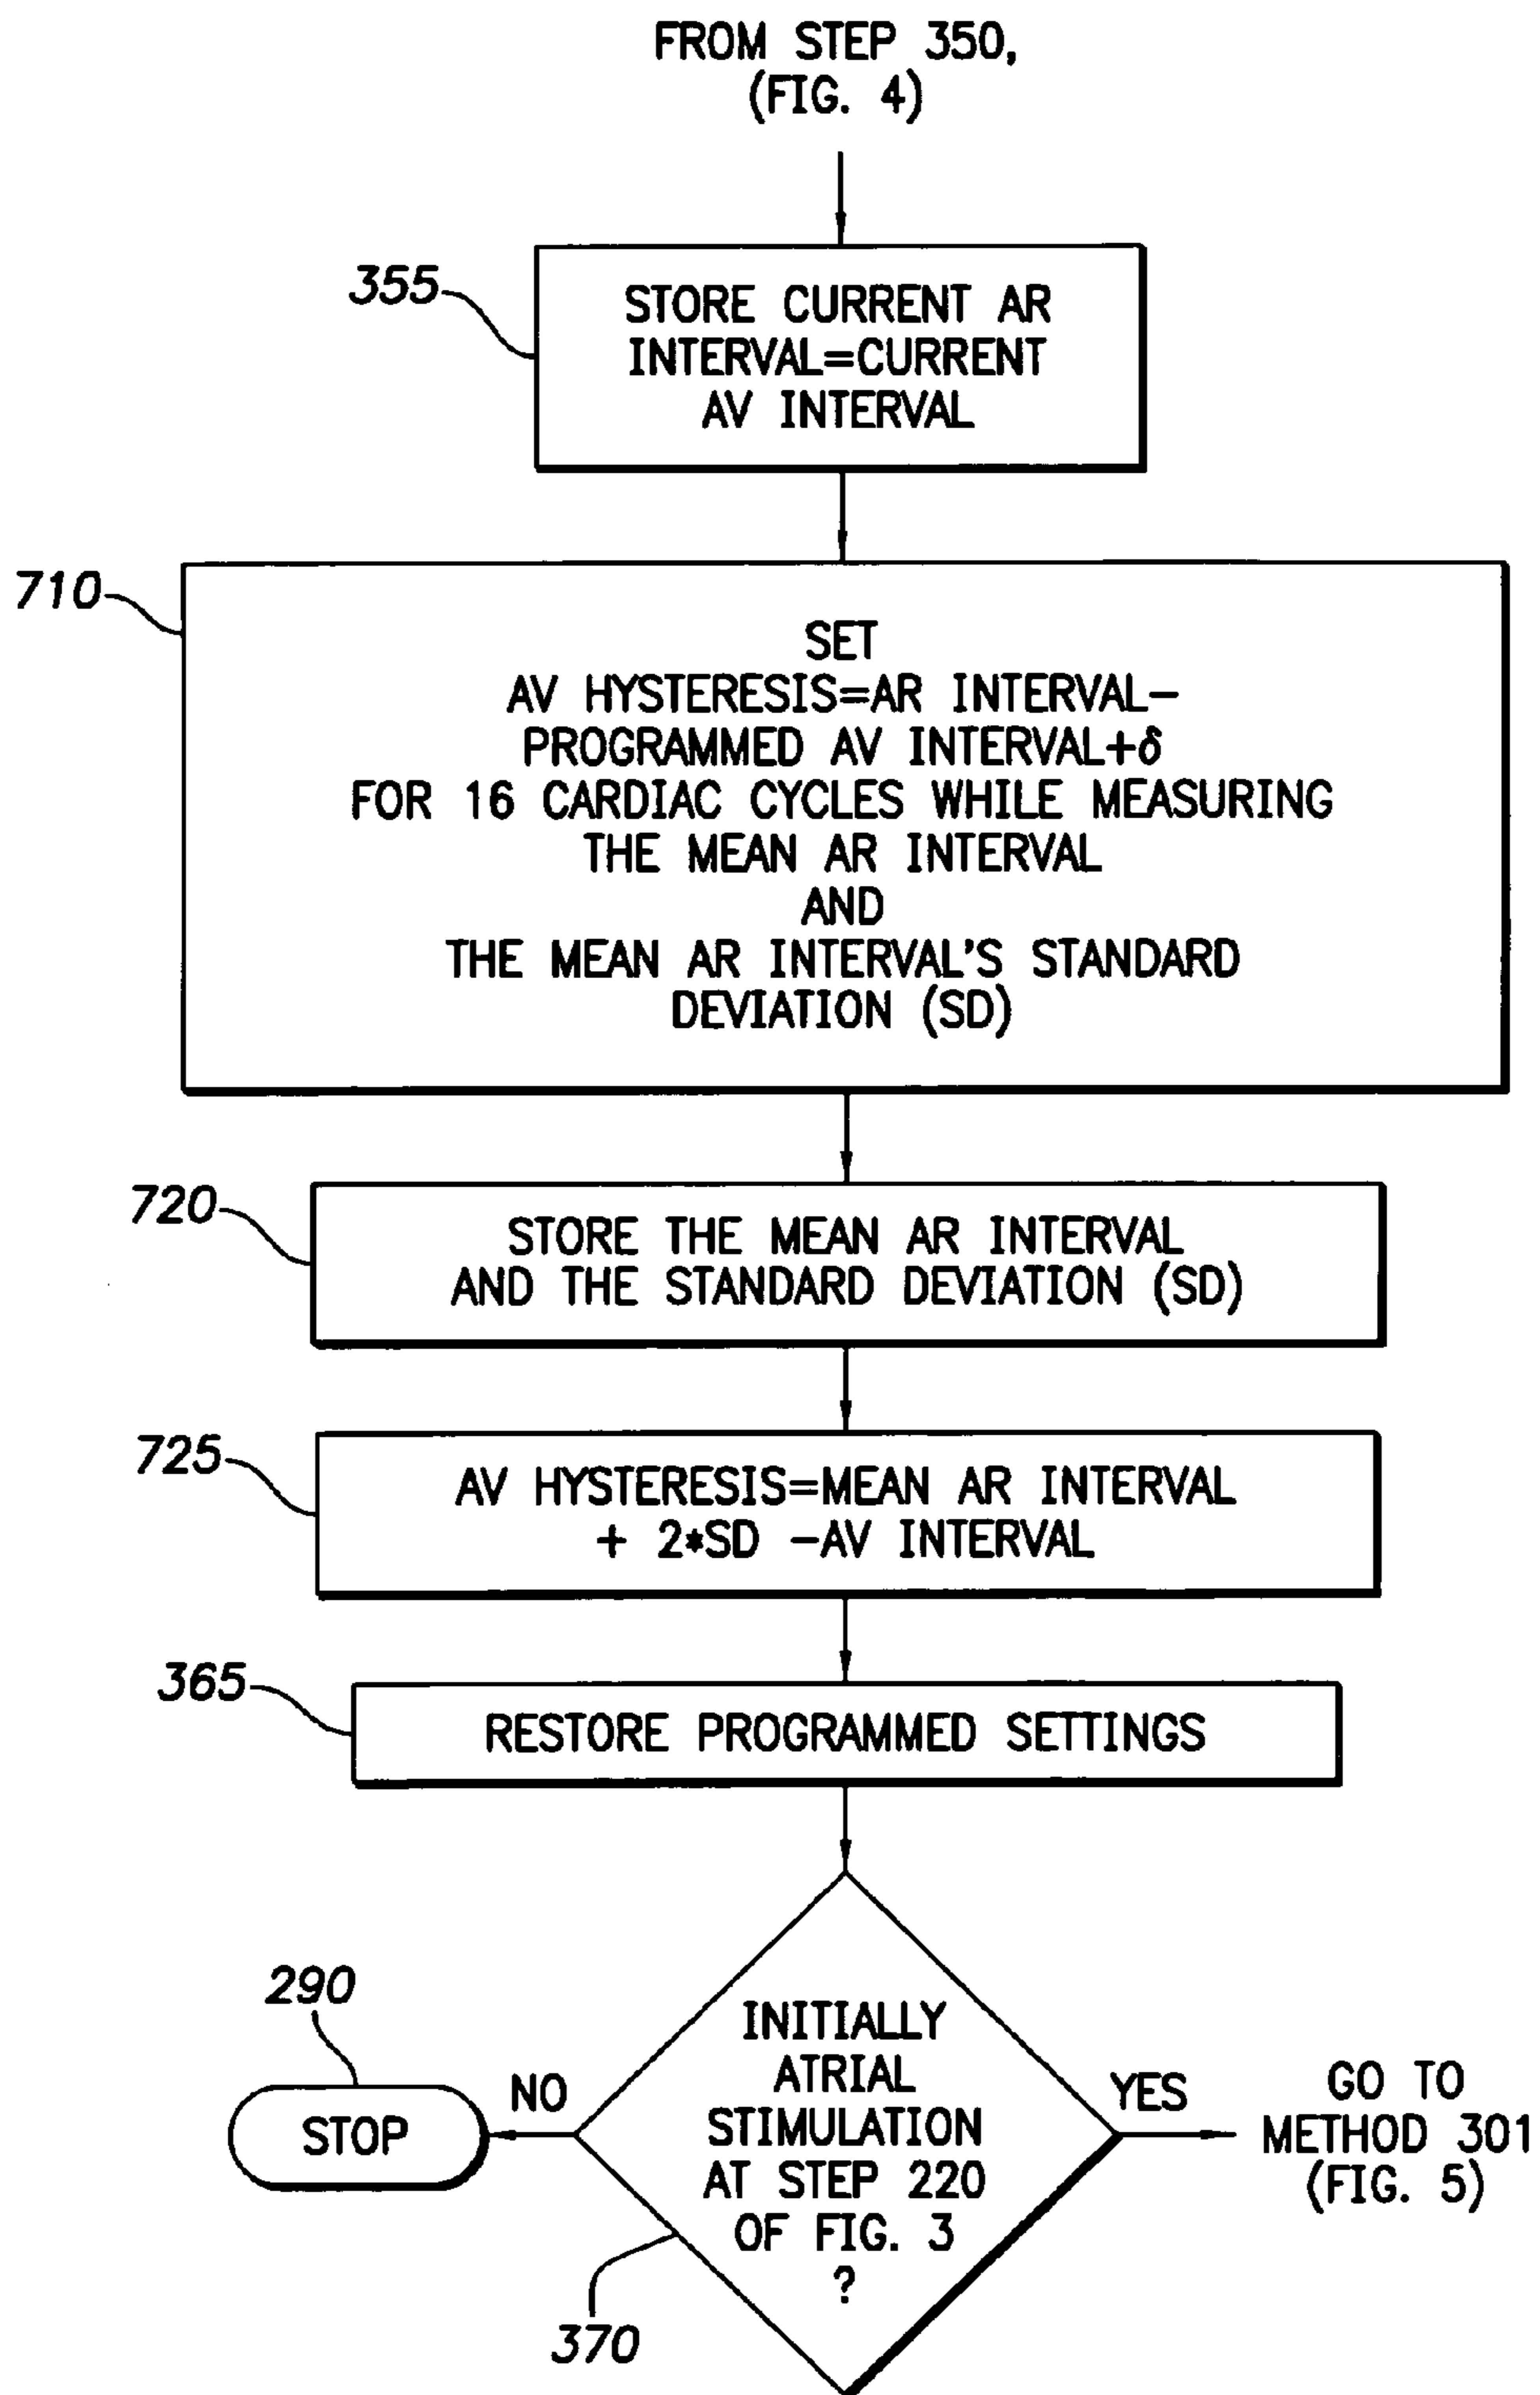 FROM STEP 350,
(FIG. 4)
355
STORE CURRENT AR
INTERVAL=CURRENT
AV INTERVAL
710
SET
AV HYSTERESIS=AR INTERVAL-
PROGRAMMED AV INTERVAL+δ
FOR 16 CARDIAC CYCLES WHILE MEASURING
THE MEAN AR INTERVAL
AND
THE MEAN AR INTERVAL'S STANDARD
DEVIATION (SD)
720
STORE THE MEAN AR INTERVAL
AND THE STANDARD DEVIATION (SD)
725
AV HYSTERESIS=MEAN AR INTERVAL
+ 2*SD -AV INTERVAL
365
RESTORE PROGRAMMED SETTINGS
290
STOP
NO
INITIALLY
ATRIAL
STIMULATION
AT STEP 220
OF FIG. 3
?
370
YES
GO TO
METHOD 301
(FIG. 5)